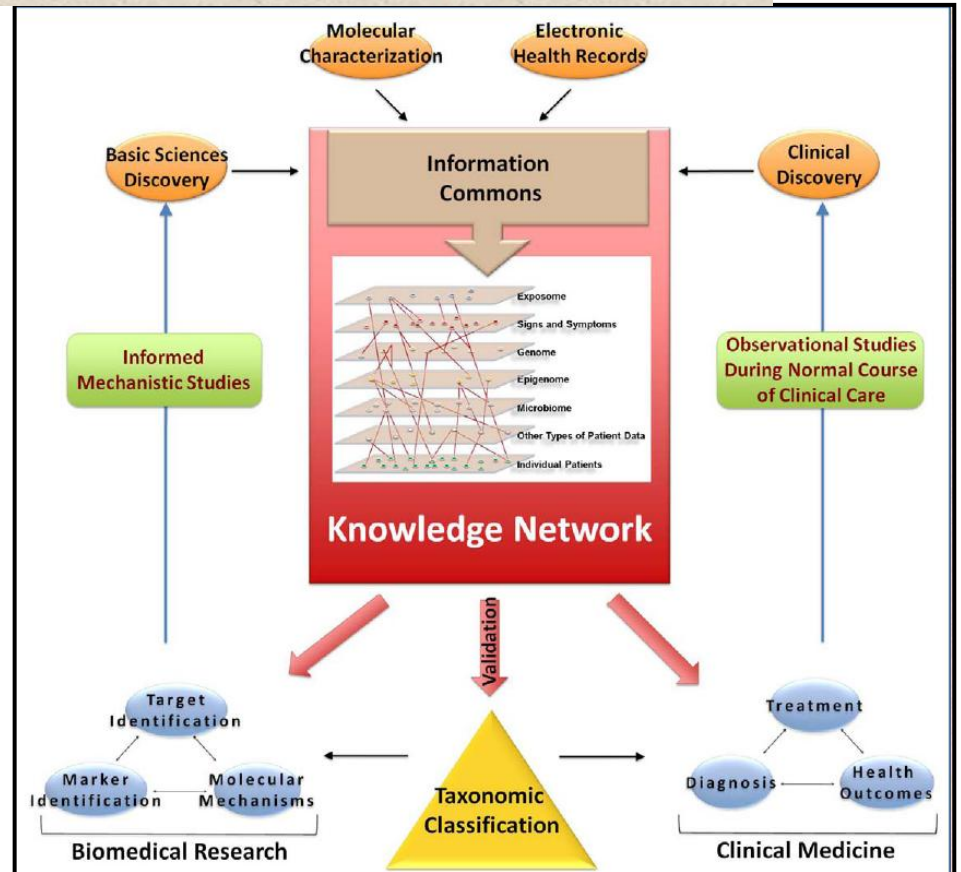 Molecular
Characterization
Electronic
Health Records
Basic Sciences
Discovery
Information
Commons
Clinical
Discovery
Exposome
Signs and Symptoms
Genome
Epigenome
Microbiome
Other Types of Patient Data
Individual Patients
Informed
Mechanistic Studies
Observational Studies
During Normal Course
of Clinical Care
Knowledge Network
Validation
Target
Identification
Marker
Identification
Molecular
Mechanisms
Biomedical Research
Taxonomic
Classification
Treatment
Diagnosis
Health
Outcomes
Clinical Medicine